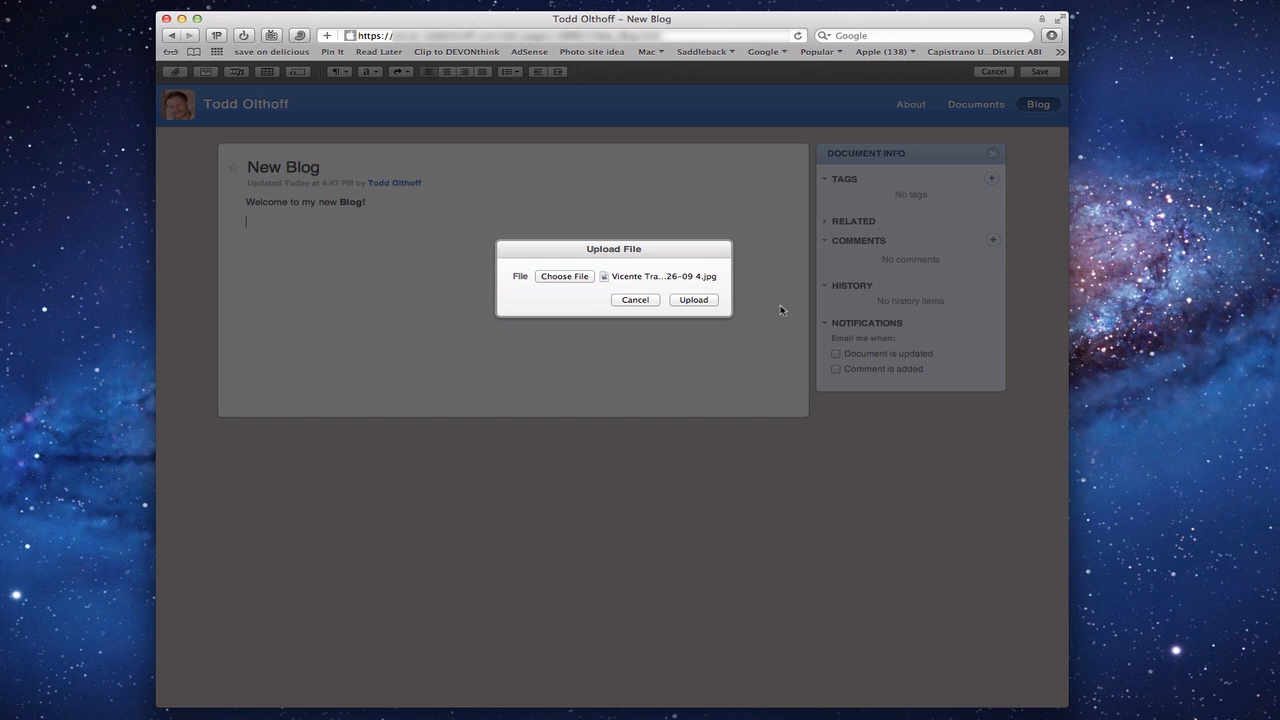 Todd Olthoff – New Blog
1P
https://
Google
save on delicious Pin It Read Later Clip to DEVONthink AdSense Photo site idea Mac Saddleback Google Popular Apple (138) Capistrano U...District ABI
¶ a
Cancel Save
Todd Olthoff
About Documents Blog
New Blog
Updated Today at 4:47 PM by Todd Olthoff
Welcome to my new Blog!
Upload File
File Choose File Vicente Tra...26-09 4.jpg
Cancel Upload
DOCUMENT INFO
TAGS
No tags
RELATED
COMMENTS
No comments
HISTORY
No history items
NOTIFICATIONS
Email me when:
Document is updated
Comment is added